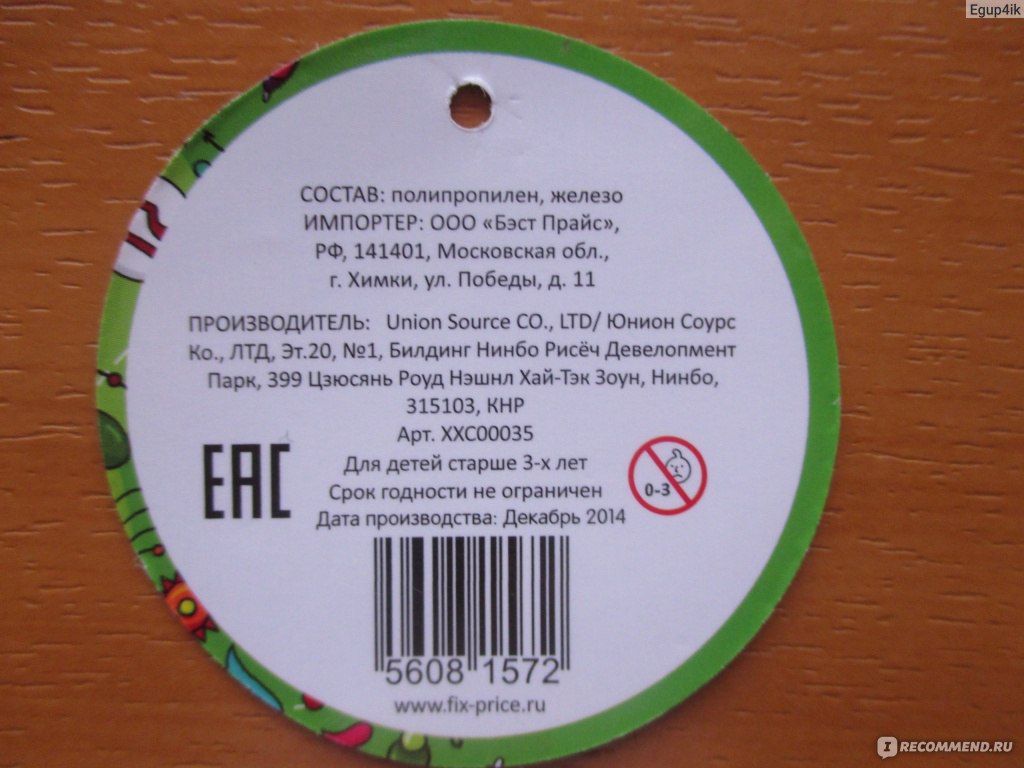 Egup4ik
СОСТАВ: полипропилен, железо
ИМПОРТЕР: ООО «Бэст Прайс»,
РФ, 141401, Московская обл.,
г. Химки, ул. Победы, д. 11
ПРОИЗВОДИТЕЛЬ: Union Source CO., LTD/ Юнион Соурс
Ко., ЛТД, Эт.20, №1, Билдинг Нинбо Рисёч Девелопмент
Парк, 399 Цзюсянь Роуд Нэшнл Хай-Тэк Зоун, Нинбо,
315103, КНР
Арт. XXC00035
EAC
Для детей старше 3-х лет
0-3
Срок годности не ограничен
Дата производства: Декабрь 2014
5608 1572
www.fix-price.ru
I RECOMMEND.RU